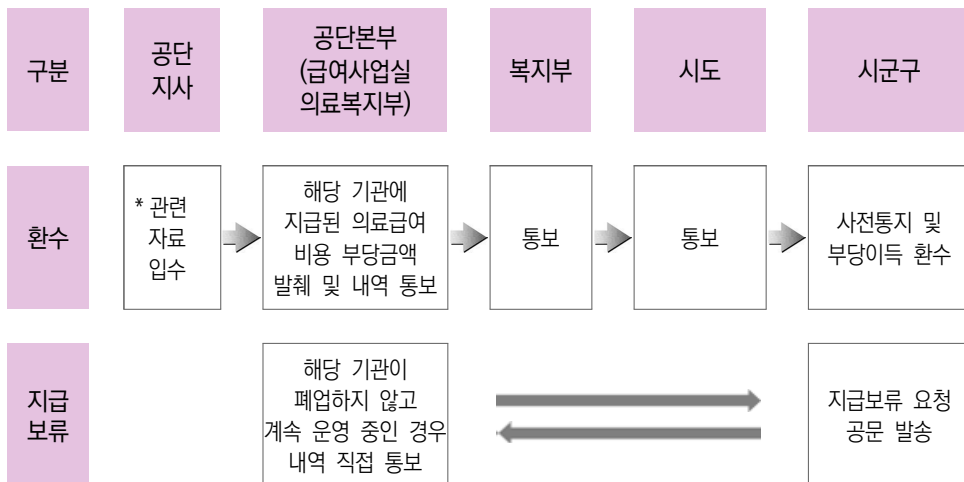 구분
공단
지사
공단본부
(급여사업실
의료복지부)
복지부
시도
시군구
환수
* 관련
자료
입수
해당 기관에
지급된 의료급여
비용 부당금액
발췌 및 내역 통보
통보
통보
사전통지 및
부당이득 환수
지급
보류
해당 기관이
폐업하지 않고
계속 운영 중인 경우
내역 직접 통보
지급보류 요청
공문 발송